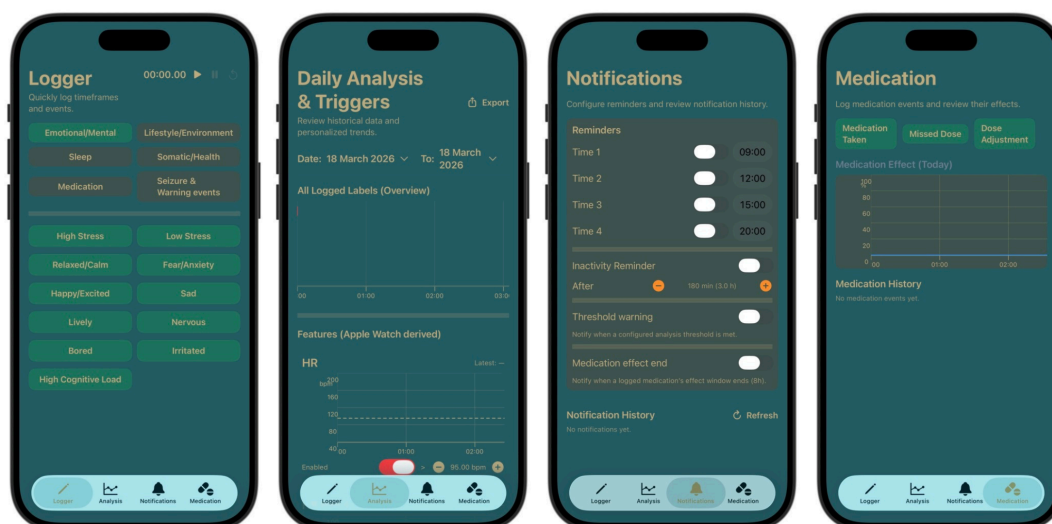 Logger
00:00.00
Quickly log timeframes
and events.
Emotional/Mental
Lifestyle/Environment
Sleep
Somatic/Health
Medication
Seizure &
Warning events
High Stress
Low Stress
Relaxed/Calm
Fear/Anxiety
Happy/Excited
Sad
Lively
Nervous
Bored
Irritated
High Cognitive Load
Logger
Analysis
Notifications
Medication
Daily Analysis
& Triggers
Export
Review historical data and
personalized trends.
Date: 18 March 2026
To: 18 March
2026
All Logged Labels (Overview)
:00
01:00
02:00
03:0
Features (Apple Watch derived)
HR
Latest: --
bpm
200
160
120
80
40
00
01:00
02:00
Enabled
>
95.00 bpm
Logger
Analysis
Notifications
Medication
Notifications
Configure reminders and review notification history.
Reminders
Time 1
09:00
Time 2
12:00
Time 3
15:00
Time 4
20:00
Inactivity Reminder
After
180 min (3.0 h)
Threshold warning
Notify when a configured analysis threshold is met.
Medication effect end
Notify when a logged medication's effect window ends (8h).
Notification History
Refresh
No notifications yet.
Logger
Analysis
Notifications
Medication
Medication
Log medication events and review their effects.
Medication
Taken
Missed Dose
Dose
Adjustment
Medication Effect (Today)
100
%
80
60
40
20
0
00
01:00
02:00
Medication History
No medication events yet.
Logger
Analysis
Notifications
Medication